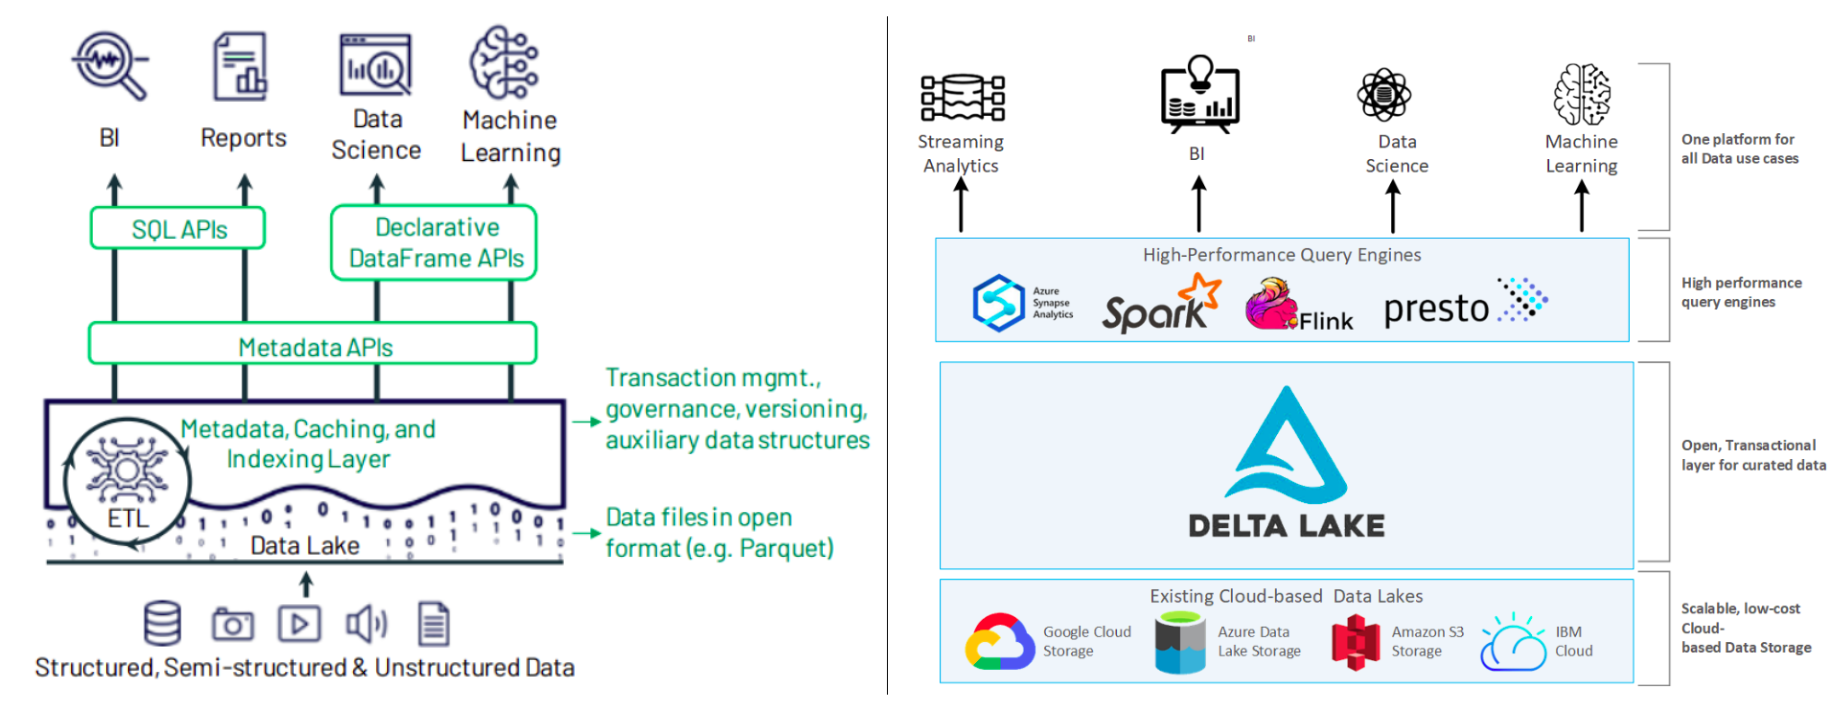 BI
Reports
Data
Science
Machine
Learning
SQL APIs
Declarative
DataFrame APIs
Metadata APIs
Metadata, Caching, and
Indexing Layer
ETL
Data Lake
Transaction mgmt.,
governance, versioning,
auxiliary data structures
Data files in open
format (e.g. Parquet)
Structured, Semi-structured & Unstructured Data
BI
Streaming
Analytics
BI
Data
Science
Machine
Learning
One platform for
all Data use cases
High-Performance Query Engines
Azure
Synapse
Analytics
Spark
Flink
presto
High performance
query engines
DELTA LAKE
Open, Transactional
layer for curated data
Existing Cloud-based Data Lakes
Google Cloud
Storage
Azure Data
Lake Storage
Amazon S3
Storage
IBM
Cloud
Scalable, low-cost
Cloud-
based Data Storage